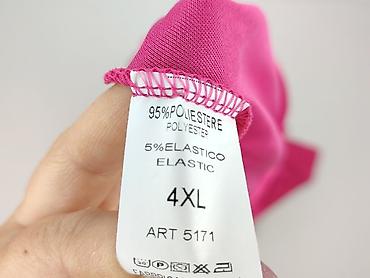 95%POLIESTERE
POLYESTER
5%ELASTICO
ELASTIC
4XL
ART 5171